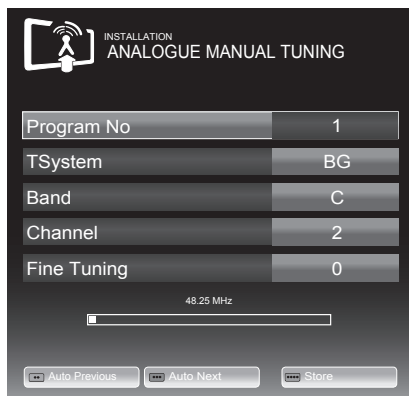 INSTALLATION
ANALOGUE MANUAL TUNING
Program No 1
TSystem BG
Band C
Channel 2
Fine Tuning 0
48.25 MHz
Auto Previous Auto Next Store